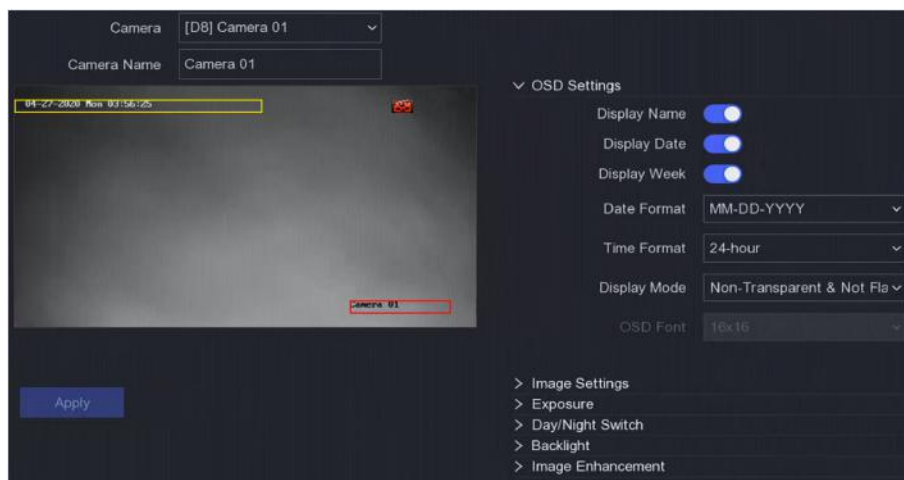 Camera
[D8] Camera 01
Camera Name
Camera 01
04-27-2020 Mon 03:56:25
Camera 01
Apply
OSD Settings
Display Name
Display Date
Display Week
Date Format
MM-DD-YYYY
Time Format
24-hour
Display Mode
Non-Transparent & Not Fla
OSD Font
16x16
Image Settings
Exposure
Day/Night Switch
Backlight
Image Enhancement